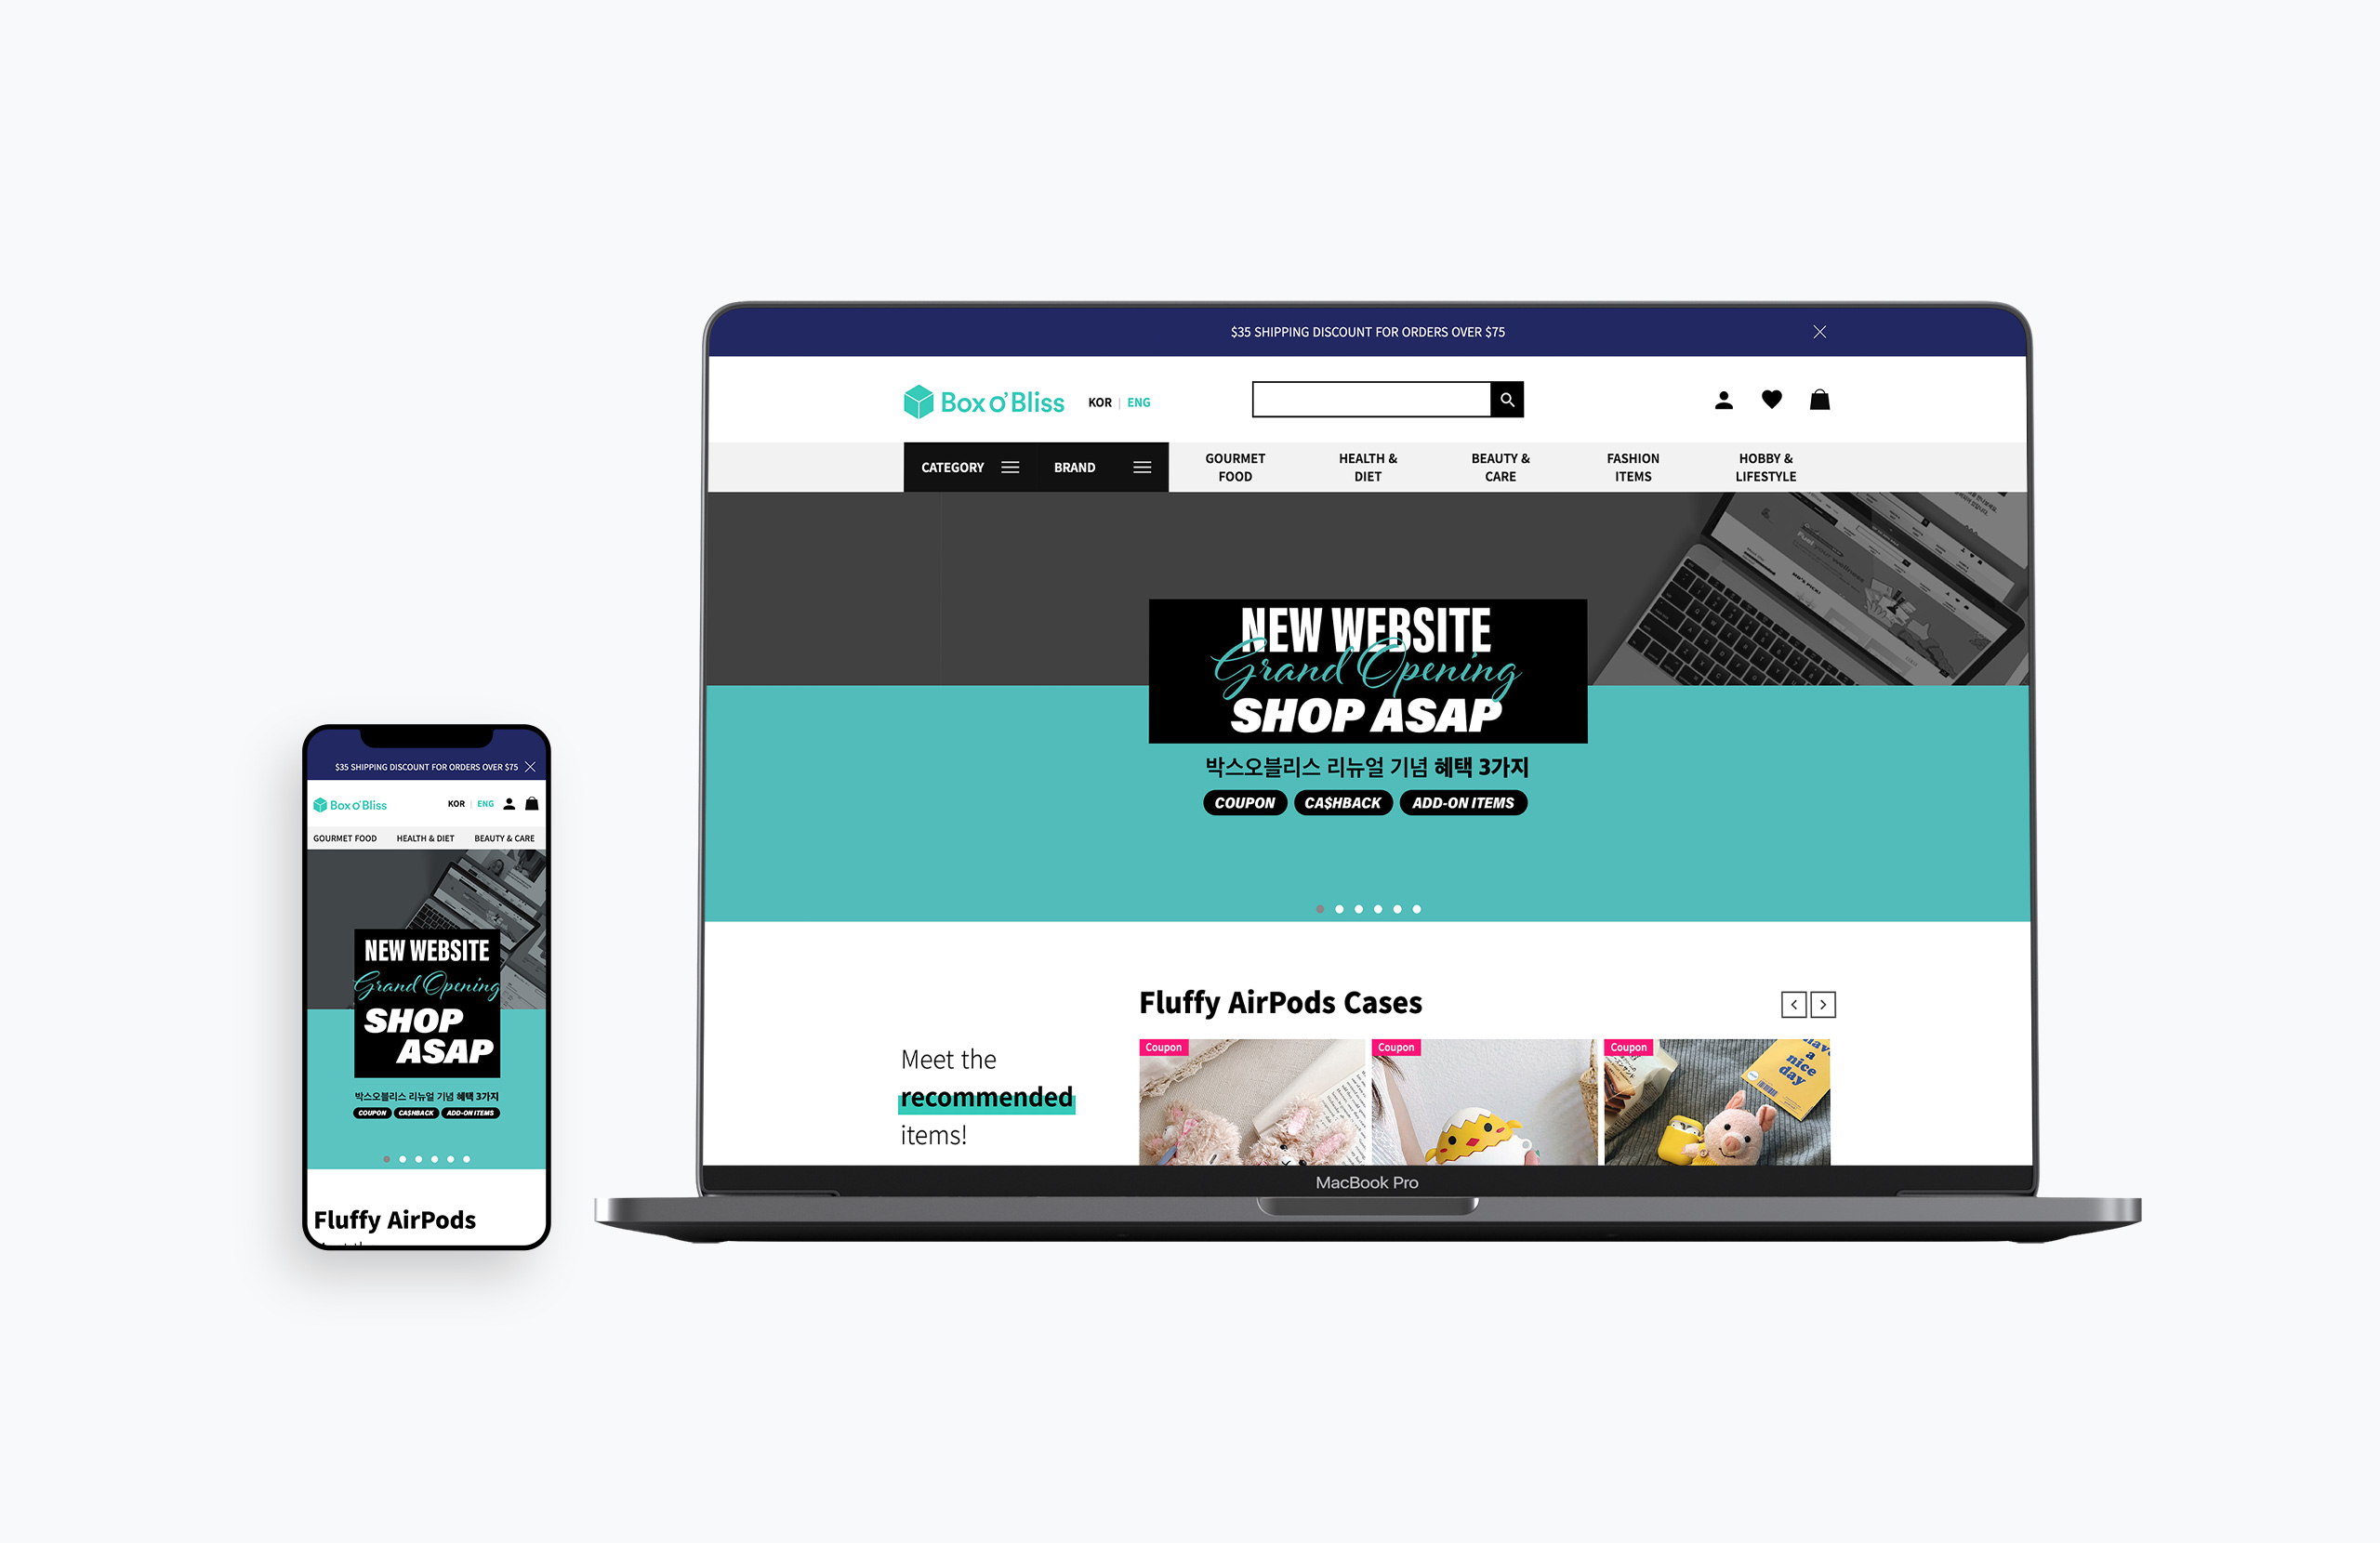 $35 SHIPPING DISCOUNT FOR ORDERS OVER $75
Box o' Bliss
KOR | ENG
GOURMET FOOD
HEALTH & DIET
BEAUTY & CARE
NEW WEBSITE
Grand Opening
SHOP
ASAP
박스오블리스 리뉴얼 기념 혜택 3가지
COUPON
CA$HBACK
ADD-ON ITEMS
Fluffy AirPods
$35 SHIPPING DISCOUNT FOR ORDERS OVER $75
Box o' Bliss
KOR | ENG
CATEGORY
BRAND
GOURMET
FOOD
HEALTH &
DIET
BEAUTY &
CARE
FASHION
ITEMS
HOBBY &
LIFESTYLE
NEW WEBSITE
Grand Opening
SHOP ASAP
박스오블리스 리뉴얼 기념 혜택 3가지
COUPON
CA$HBACK
ADD-ON ITEMS
Meet the
recommended
items!
Fluffy AirPods Cases
Coupon
Coupon
Coupon
have
a
nice
day
MacBook Pro